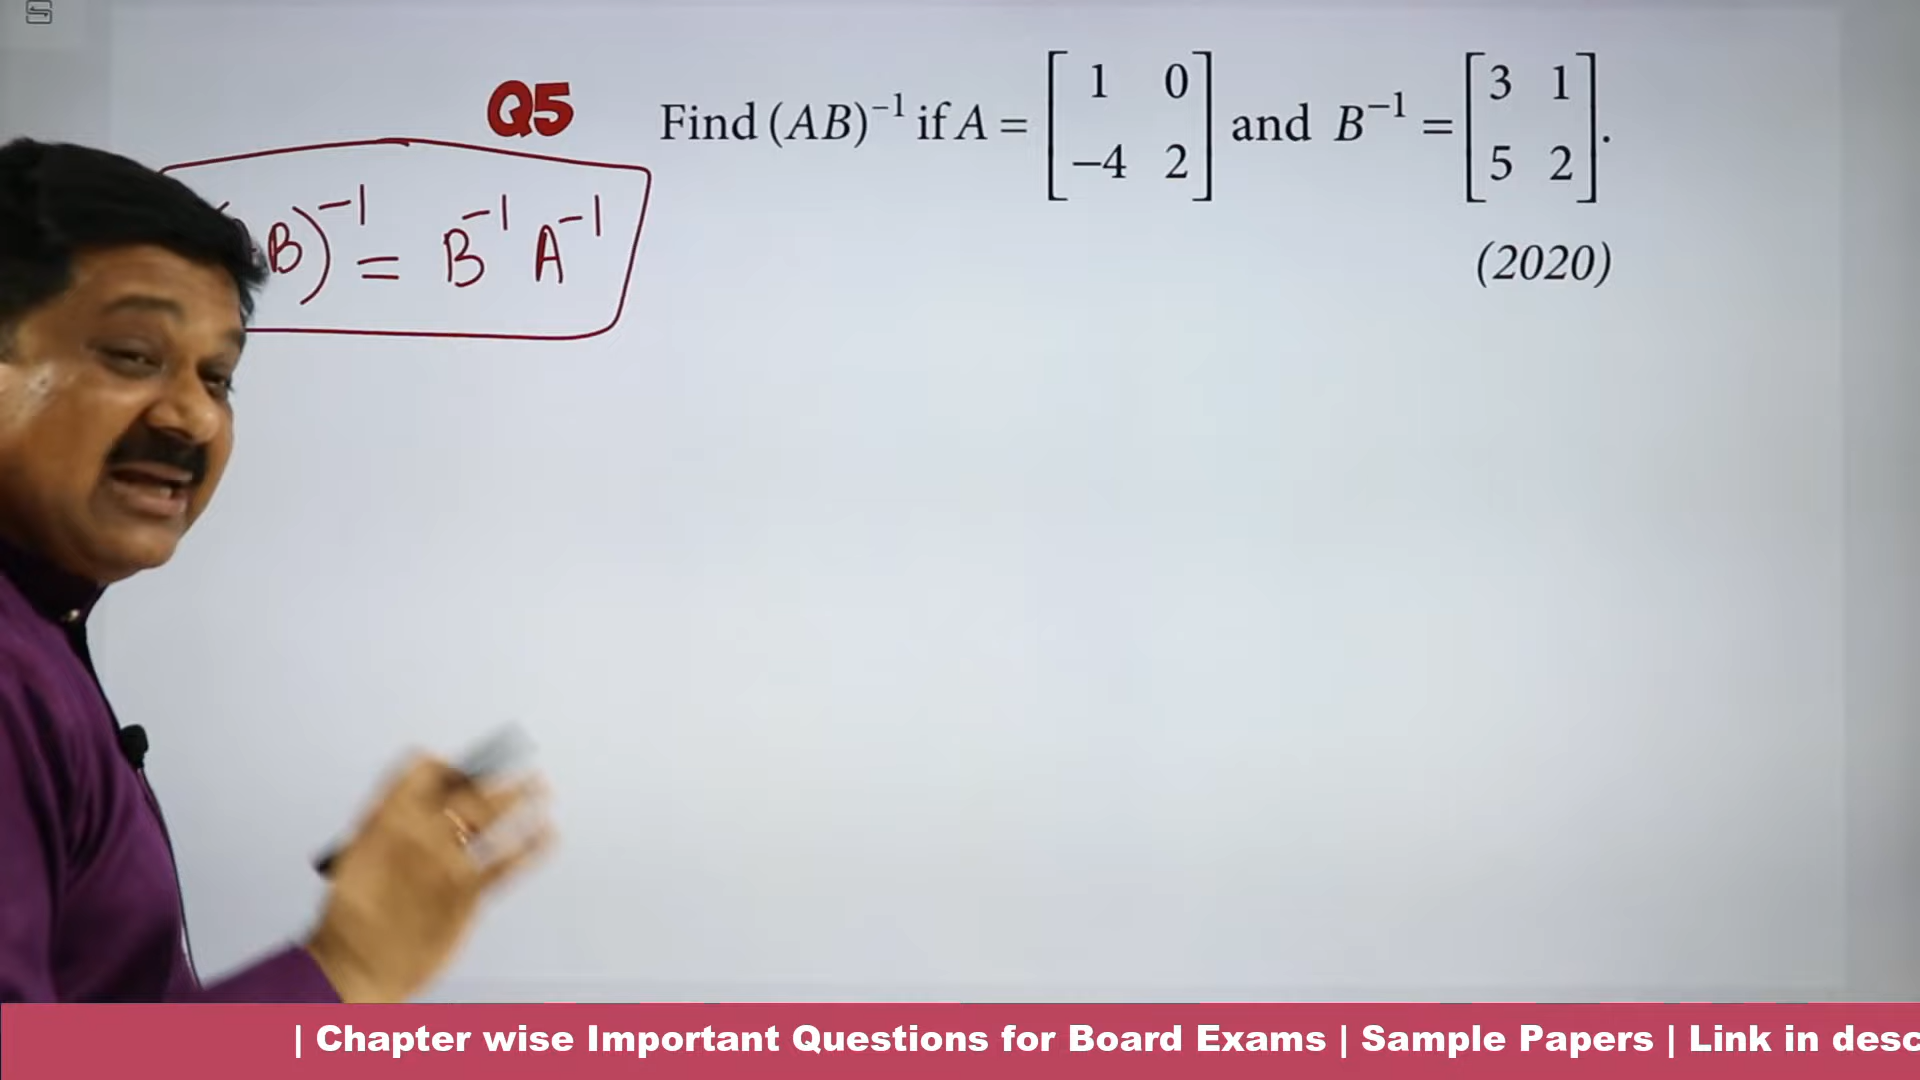 Q5 Find (AB)⁻¹ if A = [1 0; −4 2] and B⁻¹ = [3 1; 5 2].
(2020)
B)⁻¹ = B⁻¹ A⁻¹
| Chapter wise Important Questions for Board Exams | Sample Papers | Link in desc